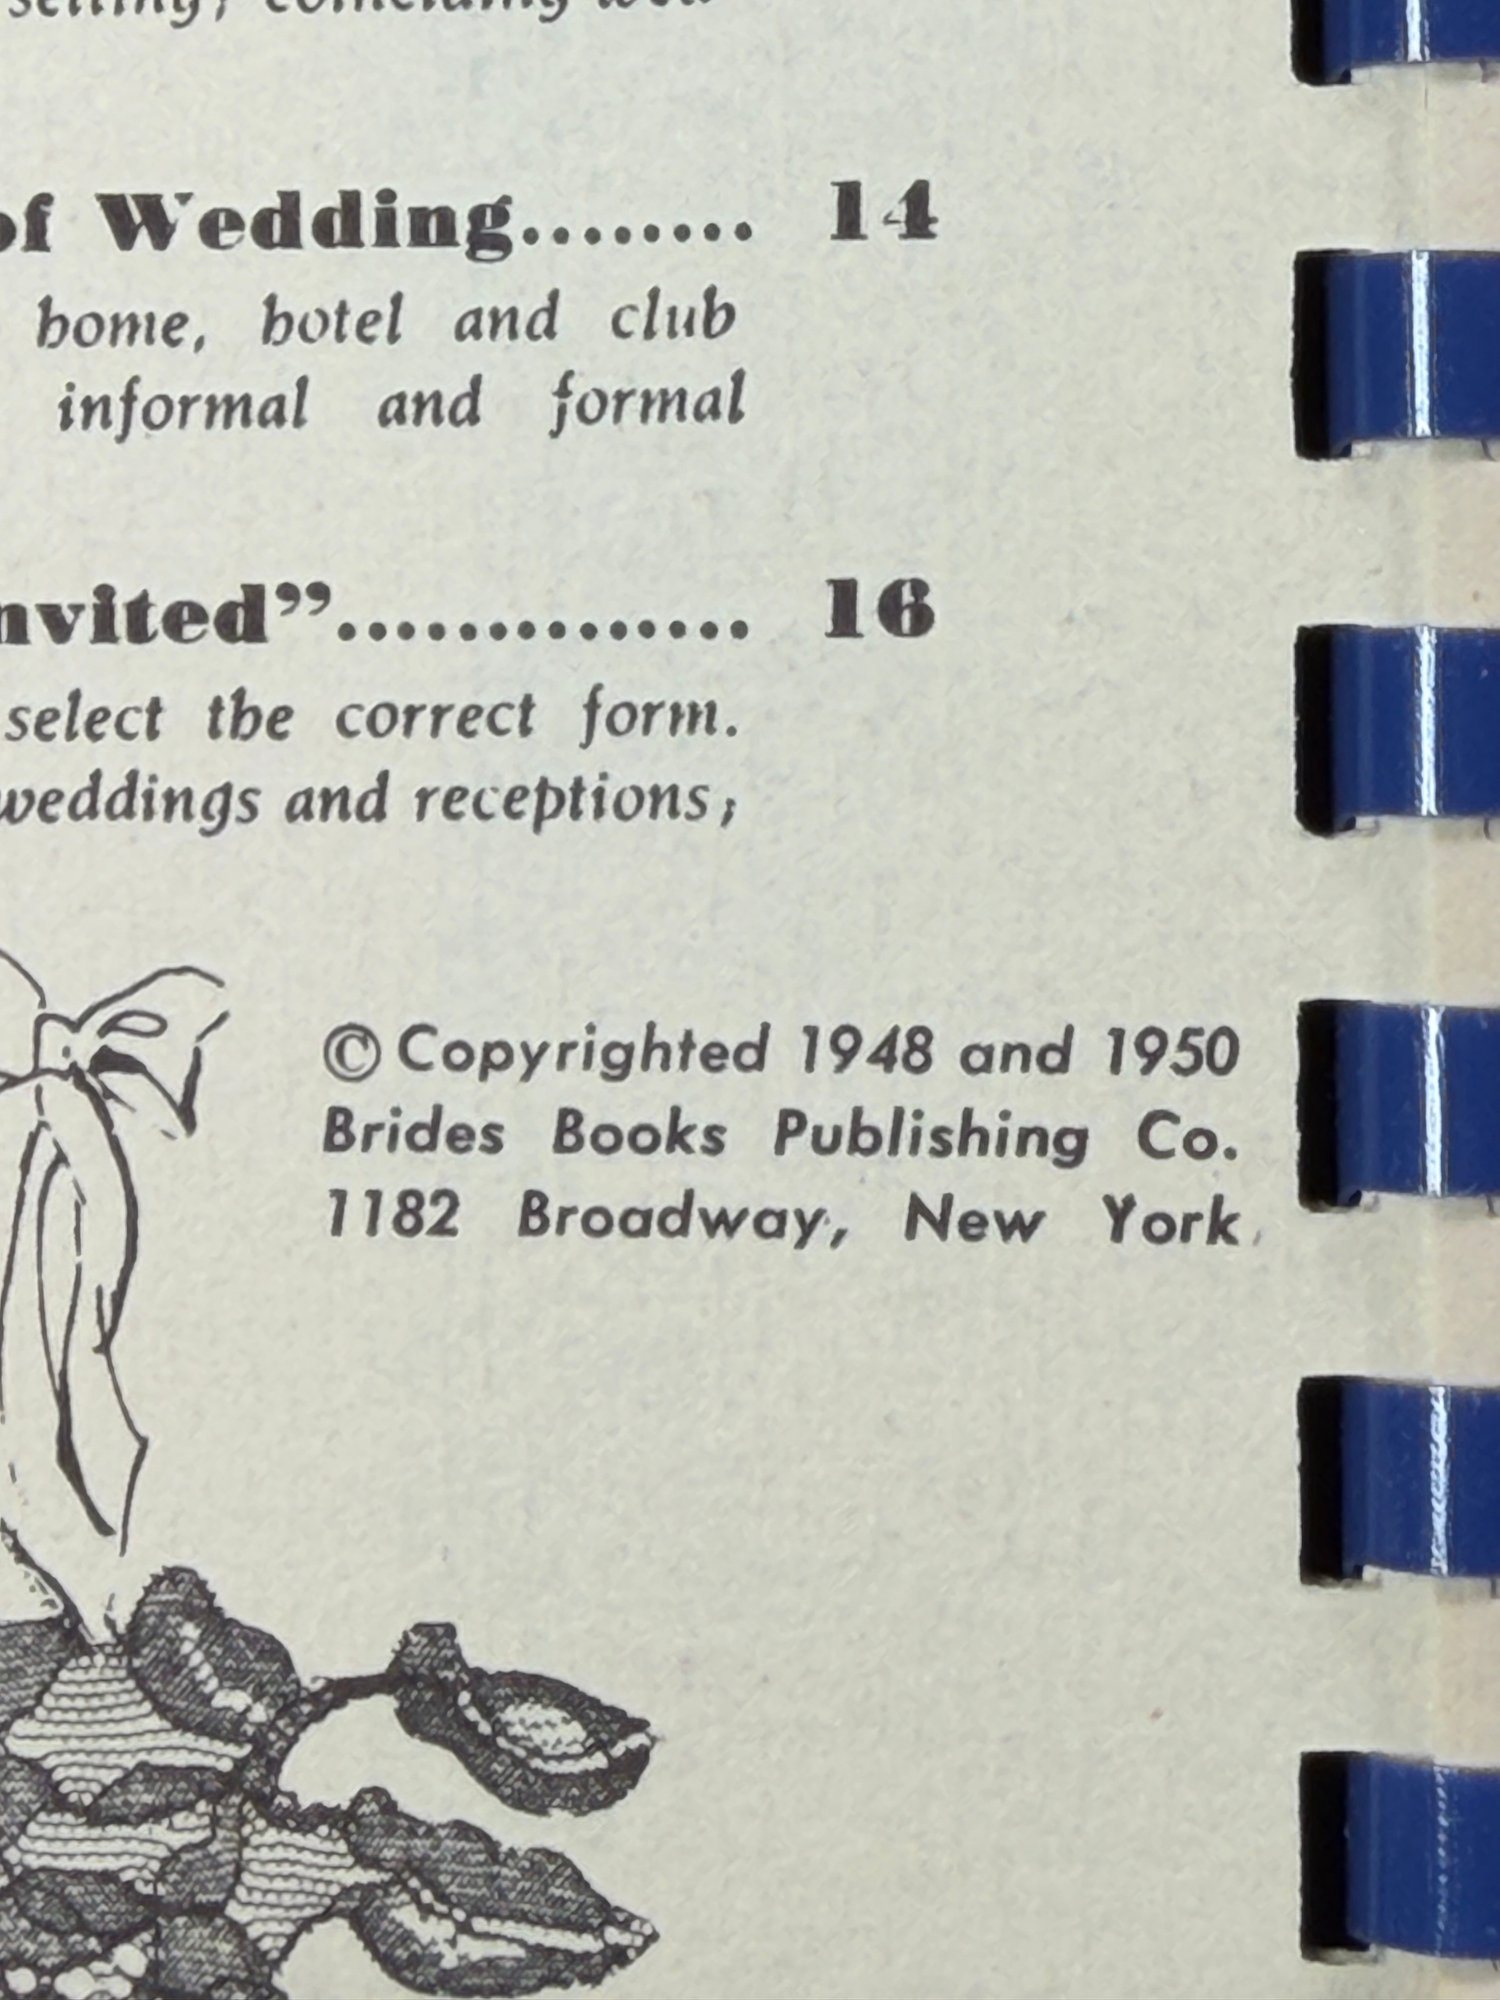 of Wedding........ 14
home, hotel and club
informal and formal
nvited”.............. 16
select the correct form.
weddings and receptions;
© Copyrighted 1948 and 1950
Brides Books Publishing Co.
1182 Broadway, New York